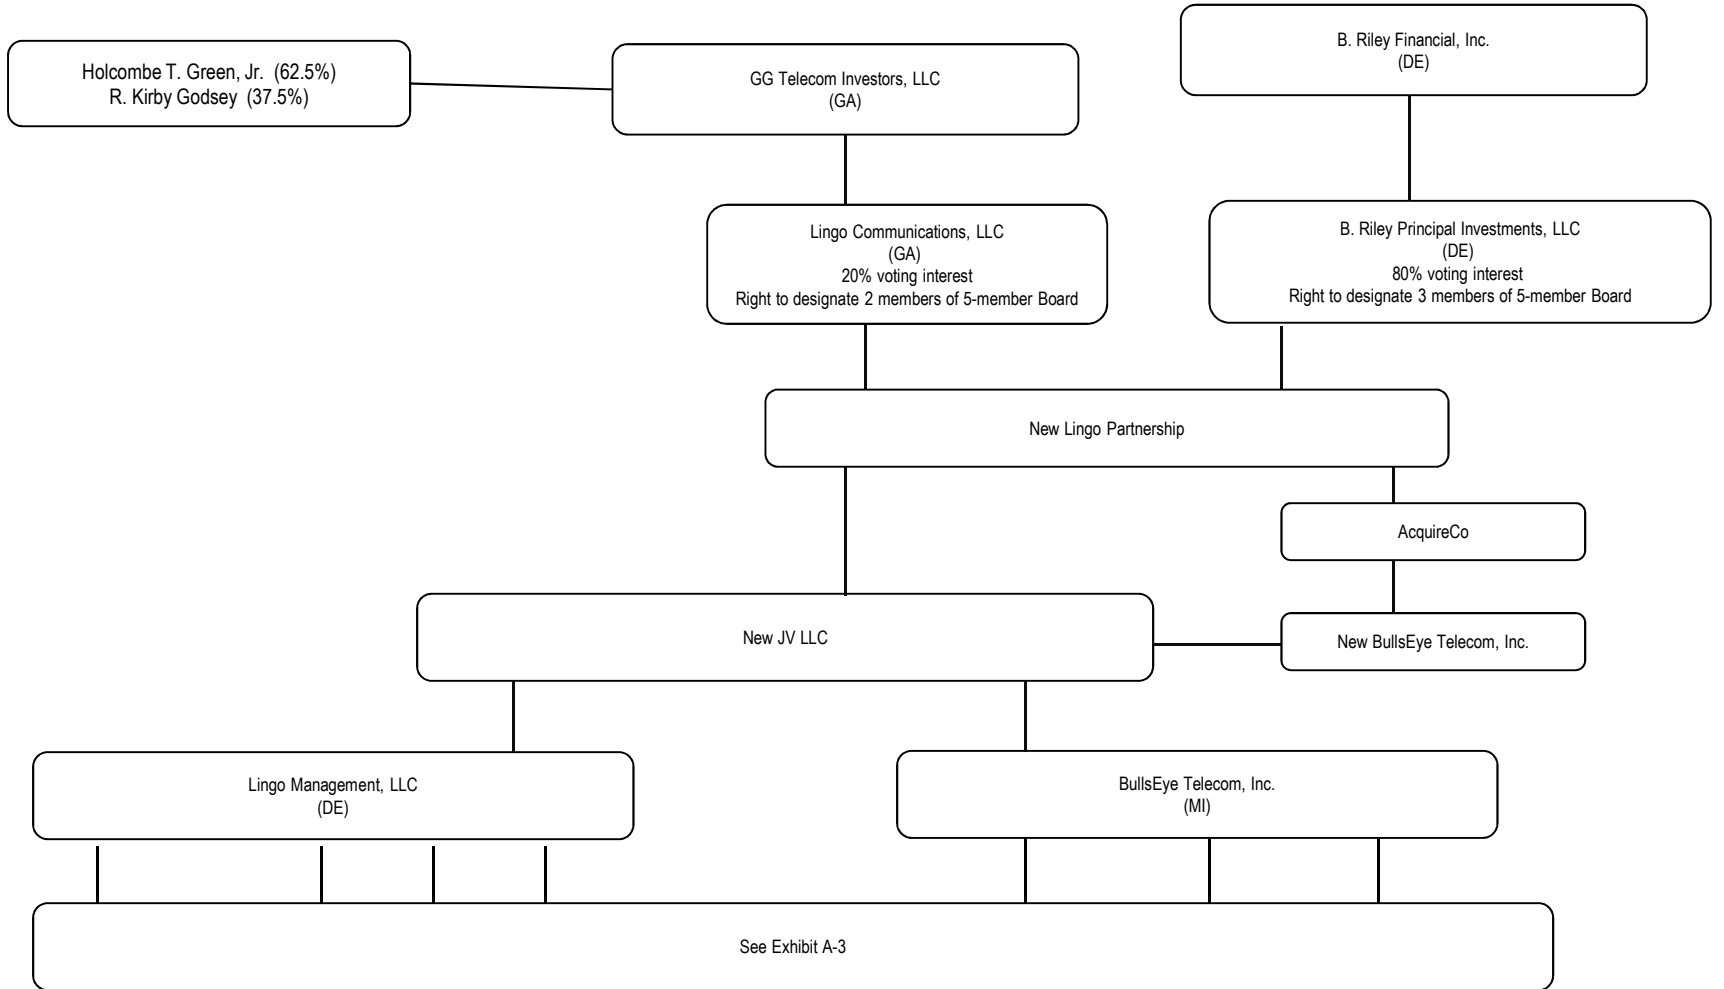 Holcombe T. Green, Jr. (62.5%)
R. Kirby Godsey (37.5%)
GG Telecom Investors, LLC
(GA)
B. Riley Financial, Inc.
(DE)
Lingo Communications, LLC
(GA)
20% voting interest
Right to designate 2 members of 5-member Board
B. Riley Principal Investments, LLC
(DE)
80% voting interest
Right to designate 3 members of 5-member Board
New Lingo Partnership
AcquireCo
New JV LLC
New BullsEye Telecom, Inc.
Lingo Management, LLC
(DE)
BullsEye Telecom, Inc.
(MI)
See Exhibit A-3